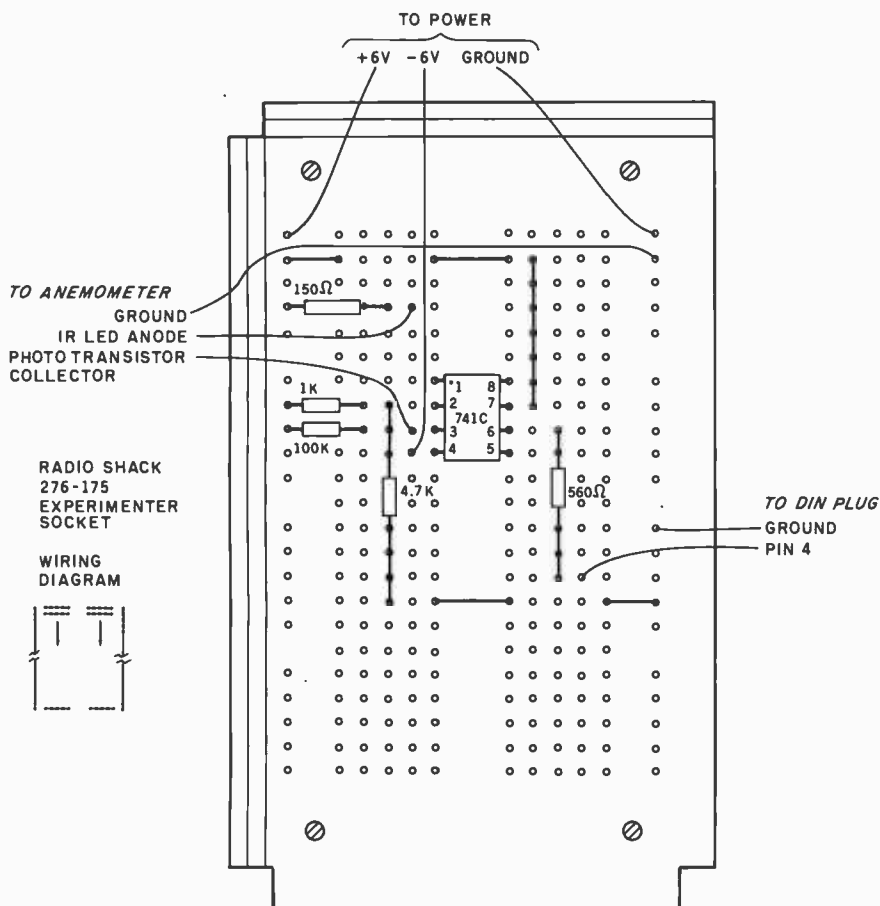 TO POWER
+6V -6V GROUND
TO ANEMOMETER
GROUND
IR LED ANODE
PHOTO TRANSISTOR
COLLECTOR
150Ω
1K
100K
4.7K
1 8
2 7
741C
3 6
4 5
560Ω
TO DIN PLUG
GROUND
PIN 4
RADIO SHACK
276-175
EXPERIMENTER
SOCKET
WIRING
DIAGRAM